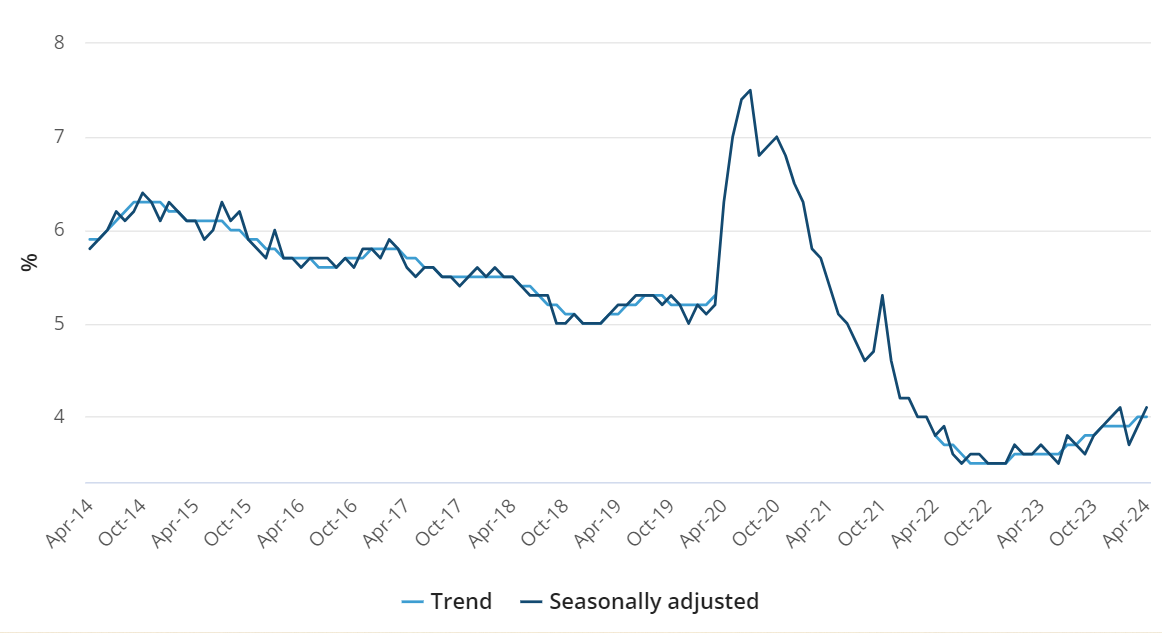 8
7
6
5
4
%
Apr-14
Oct-14
Apr-15
Oct-15
Apr-16
Oct-16
Apr-17
Oct-17
Apr-18
Oct-18
Apr-19
Oct-19
Apr-20
Oct-20
Apr-21
Oct-21
Apr-22
Oct-22
Apr-23
Oct-23
Apr-24
Trend
Seasonally adjusted